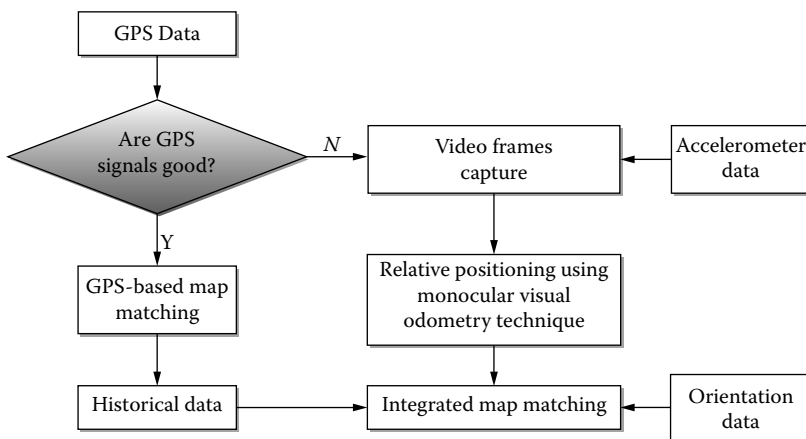 GPS Data
Are GPS
signals good?
N
Video frames
capture
Accelerometer
data
Y
GPS-based map
matching
Relative positioning using
monocular visual
odometry technique
Historical data
Integrated map matching
Orientation
data